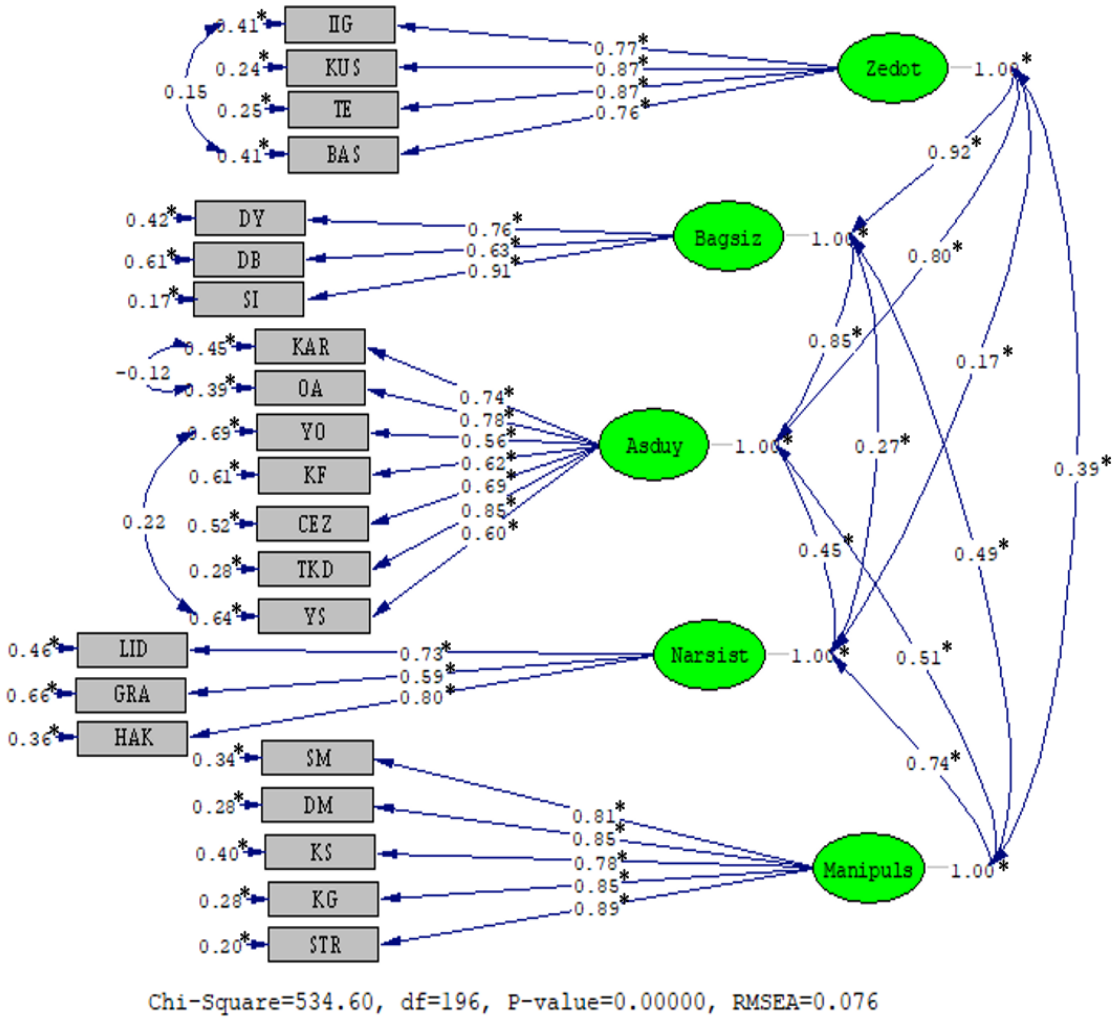 0.41* IIG 0.77*
0.24* KUS 0.87* Zedot 1.00*
0.15
0.25* TE 0.87*
0.41* BAS 0.76*
0.92*
0.42* DY 0.76*
0.61* DB 0.63* Bagsiz 1.00* 0.80*
0.17* SI 0.91*
0.45* KAR 0.85*
-0.12 0.17*
0.39* OA 0.74*
0.69* YO 0.78*
0.56* Asduy 1.00* 0.27*
0.61* KF 0.62* 0.39*
0.69*
0.22 0.52* CEZ 0.85*
0.60* 0.45* 0.49*
0.28* TKD
0.64* YS
0.46* LID 0.73* Narsist 1.00* 0.51*
0.66* GRA 0.59*
0.36* HAK 0.80*
0.34* SM 0.74*
0.28* DM 0.81*
0.85*
0.40* KS 0.78* Manipuls 1.00*
0.28* KG 0.85*
0.20* STR 0.89*
Chi-Square=534.60, df=196, P-value=0.00000, RMSEA=0.076